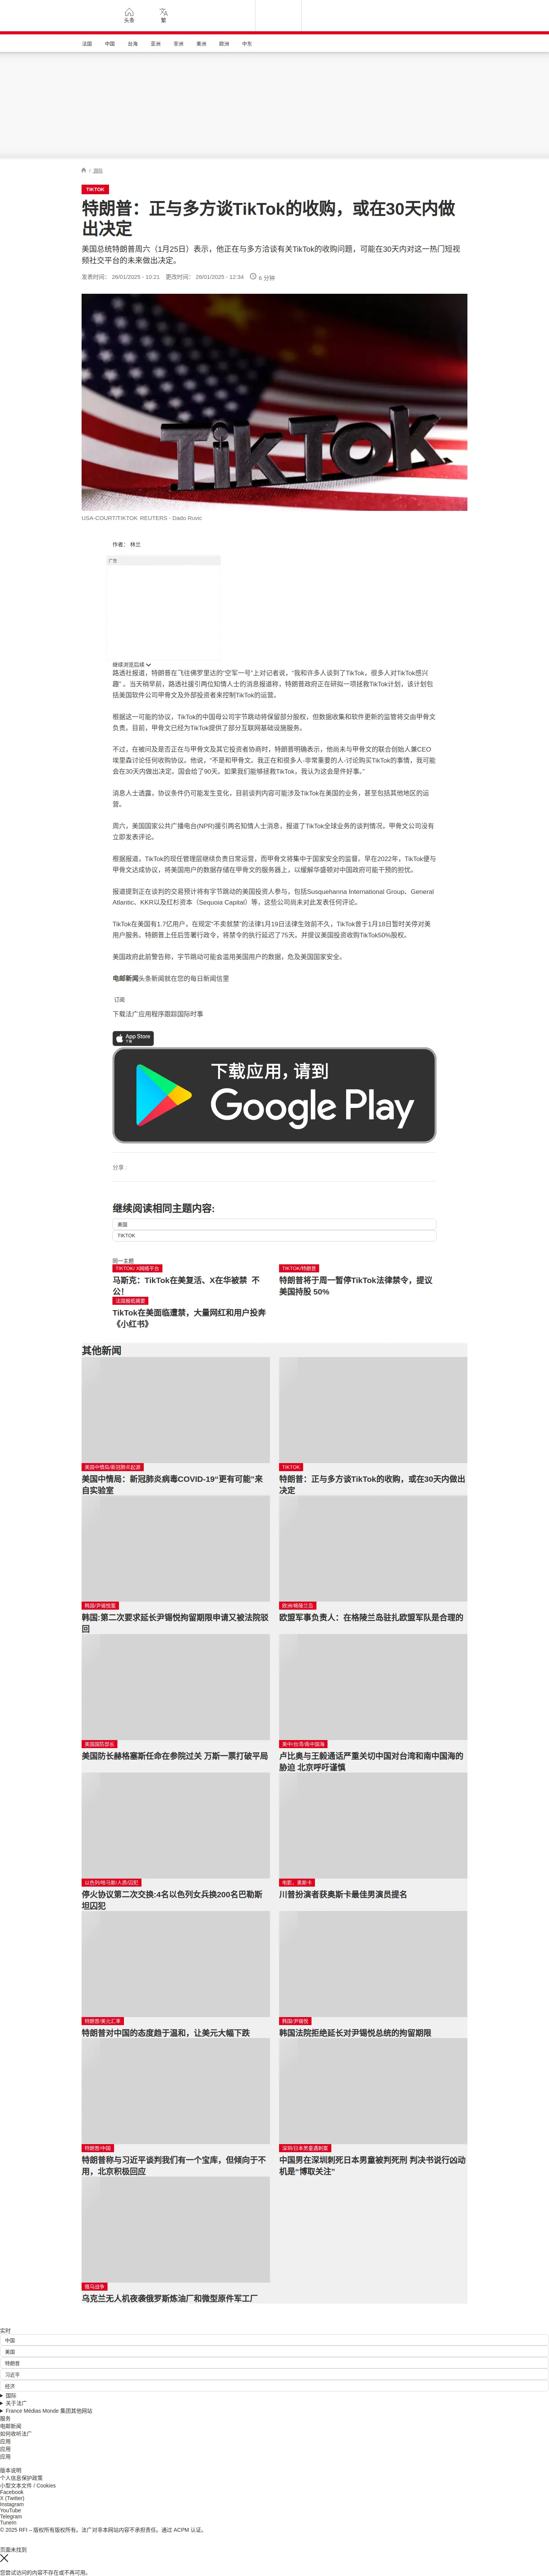 头条
繁
法国
中国
台海
亚洲
非洲
美洲
欧洲
中东
/ 国际
TIKTOK
特朗普：正与多方谈TikTok的收购，或在30天内做
出决定
美国总统特朗普周六（1月25日）表示，他正在与多方洽谈有关TikTok的收购问题，可能在30天内对这一热门短视
频社交平台的未来做出决定。
发表时间： 26/01/2025 - 10:21 更改时间： 26/01/2025 - 12:34 6 分钟
TIKTOK
USA-COURT/TIKTOK REUTERS - Dado Ruvic
作者： 林兰
广告
继续浏览后续
路透社报道，特朗普在飞往佛罗里达的“空军一号”上对记者说，“我和许多人谈到了TikTok，很多人对TikTok感兴
趣” 。当天稍早前，路透社援引两位知情人士的消息报道称，特朗普政府正在研拟一项拯救TikTok计划，该计划包
括美国软件公司甲骨文及外部投资者来控制TikTok的运营。
根据这一可能的协议，TikTok的中国母公司字节跳动将保留部分股权，但数据收集和软件更新的监管将交由甲骨文
负责。目前，甲骨文已经为TikTok提供了部分互联网基础设施服务。
不过，在被问及是否正在与甲骨文及其它投资者协商时，特朗普明确表示，他尚未与甲骨文的联合创始人兼CEO
埃里森讨论任何收购协议。他说，“不是和甲骨文。我正在和很多人-非常重要的人-讨论购买TikTok的事情，我可能
会在30天内做出决定。国会给了90天。如果我们能够拯救TikTok，我认为这会是件好事。”
消息人士透露，协议条件仍可能发生变化，目前谈判内容可能涉及TikTok在美国的业务，甚至包括其他地区的运
营。
周六，美国国家公共广播电台(NPR)援引两名知情人士消息，报道了TikTok全球业务的谈判情况。甲骨文公司没有
立即发表评论。
根据报道，TikTok的现任管理层继续负责日常运营，而甲骨文将集中于国家安全的监督。早在2022年，TikTok便与
甲骨文达成协议，将美国用户的数据存储在甲骨文的服务器上，以缓解华盛顿对中国政府可能干预的担忧。
报道提到正在谈判的交易预计将有字节跳动的美国投资人参与，包括Susquehanna International Group、General
Atlantic、KKR以及红杉资本（Sequoia Capital）等，这些公司尚未对此发表任何评论。
TikTok在美国有1.7亿用户，在规定“不卖就禁”的法律1月19日法律生效前不久，TikTok曾于1月18日暂时关停对美
用户服务。特朗普上任后签署行政令，将禁令的执行延迟了75天。并提议美国投资收购TikTok50%股权。
美国政府此前警告称，字节跳动可能会滥用美国用户的数据，危及美国国家安全。
电邮新闻头条新闻就在您的每日新闻信里
订阅
下载法广应用程序跟踪国际时事
App Store
下载
下载应用，请到
Google Play
分享 :
继续阅读相同主题内容:
美国
TIKTOK
同一主题
TIKTOK/ X网络平台
马斯克：TikTok在美复活、X在华被禁 不
公！
TIKTOK/特朗普
特朗普将于周一暂停TikTok法律禁令，提议
美国持股 50%
法国报纸摘要
TikTok在美面临遭禁，大量网红和用户投奔
《小红书》
其他新闻
美国中情局/新冠肺炎起源
美国中情局：新冠肺炎病毒COVID-19“更有可能”来
自实验室
TIKTOK
特朗普：正与多方谈TikTok的收购，或在30天内做出
决定
韩国/尹锡悦案
韩国:第二次要求延长尹锡悦拘留期限申请又被法院驳
回
欧洲/格陵兰岛
欧盟军事负责人：在格陵兰岛驻扎欧盟军队是合理的
美国国防部长
美国防长赫格塞斯任命在参院过关 万斯一票打破平局
美中/台湾/南中国海
卢比奥与王毅通话严重关切中国对台湾和南中国海的
胁迫 北京呼吁谨慎
以色列/哈马斯/人质/囚犯
停火协议第二次交换:4名以色列女兵换200名巴勒斯
坦囚犯
电影，奥斯卡
川普扮演者获奥斯卡最佳男演员提名
特朗普/美元汇率
特朗普对中国的态度趋于温和，让美元大幅下跌
韩国/尹锡悦
韩国法院拒绝延长对尹锡悦总统的拘留期限
特朗普/中国
特朗普称与习近平谈判我们有一个宝库，但倾向于不
用，北京积极回应
深圳/日本男童遇刺案
中国男在深圳刺死日本男童被判死刑 判决书说行凶动
机是“博取关注”
俄乌战争
乌克兰无人机夜袭俄罗斯炼油厂和微型原件军工厂
实时
中国
美国
特朗普
习近平
经济
国际
关于法广
France Médias Monde 集团其他网站
服务
电邮新闻
如何收听法广
应用
应用
应用
版本说明
个人信息保护政策
小型文本文件 / Cookies
Facebook
X (Twitter)
Instagram
YouTube
Telegram
TuneIn
© 2025 RFI – 版权所有版权所有。法广对非本网站内容不承担责任。通过 ACPM 认证。
页面未找到
您尝试访问的内容不存在或不再可用。